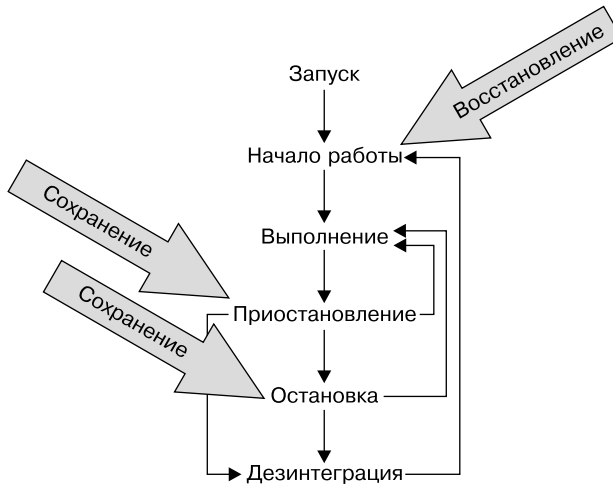 Запуск
Восстановление
Начало работы
Сохранение
Выполнение
Сохранение
Приостановление
Остановка
Дезинтеграция